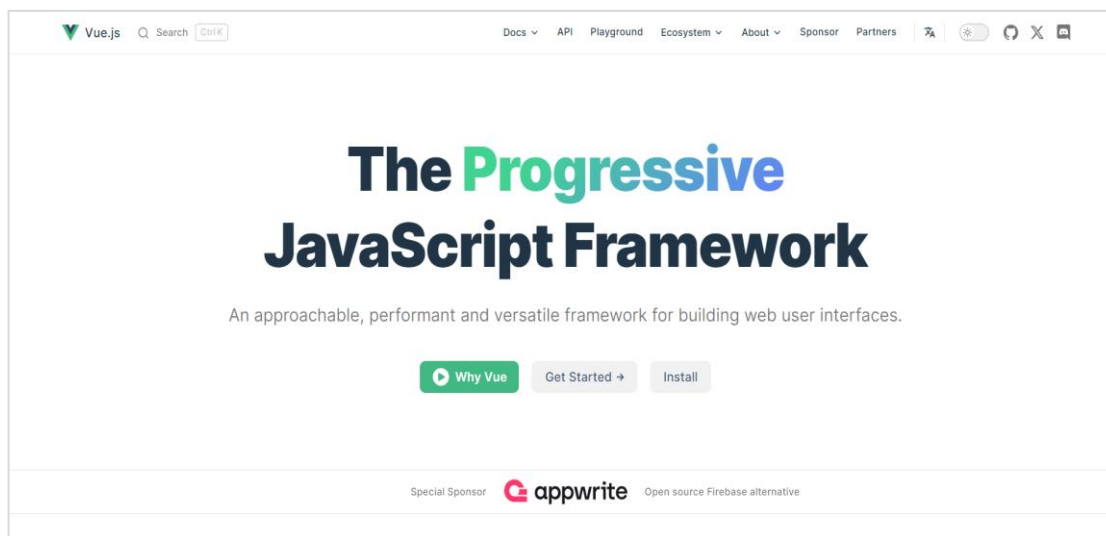 Vue.js Search Ctrl K Docs API Playground Ecosystem About Sponsor Partners
The Progressive
JavaScript Framework
An approachable, performant and versatile framework for building web user interfaces.
Why Vue Get Started → Install
Special Sponsor appwrite Open source Firebase alternative